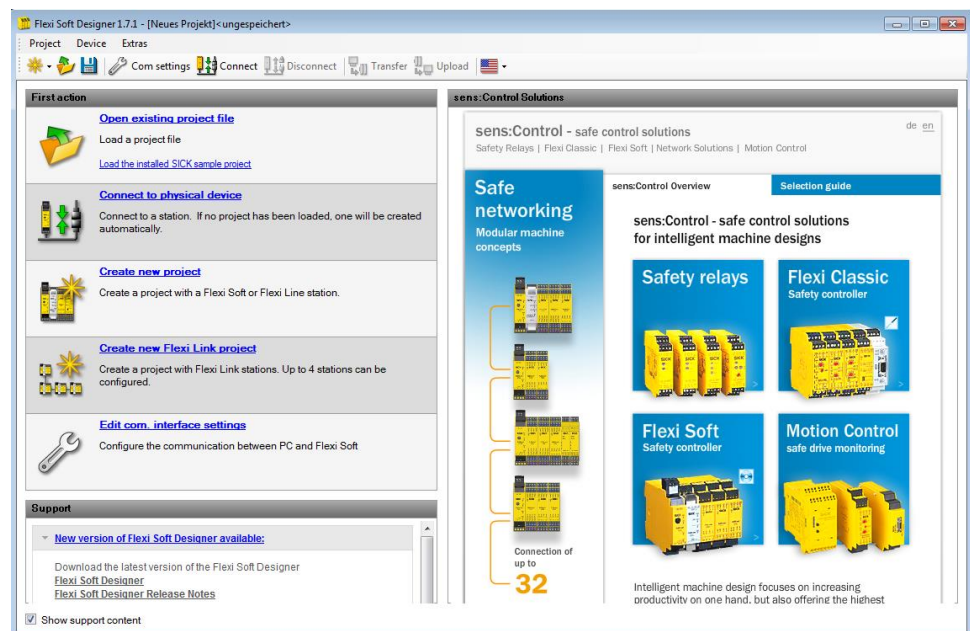 Flexi Soft Designer 1.7.1 - [Neues Projekt]<ungespeichert>
Project Device Extras
Com settings Connect Disconnect Transfer Upload
First action
Open existing project file
Load a project file
Load the installed SICK sample project
Connect to physical device
Connect to a station. If no project has been loaded, one will be created
automatically.
Create new project
Create a project with a Flexi Soft or Flexi Line station.
Create new Flexi Link project
Create a project with Flexi Link stations. Up to 4 stations can be
configured.
Edit com. interface settings
Configure the communication between PC and Flexi Soft
Support
New version of Flexi Soft Designer available:
Download the latest version of the Flexi Soft Designer
Flexi Soft Designer
Flexi Soft Designer Release Notes
Show support content
sens:Control Solutions
sens:Control - safe control solutions
de en
Safety Relays | Flexi Classic | Flexi Soft | Network Solutions | Motion Control
Safe
networking
Modular machine
concepts
Connection of
up to
32
sens:Control Overview
Selection guide
sens:Control - safe control solutions
for intelligent machine designs
Safety relays
Flexi Classic
Safety controller
Flexi Soft
Safety controller
Motion Control
safe drive monitoring
Intelligent machine design focuses on increasing
productivity on one hand, but also offering the highest